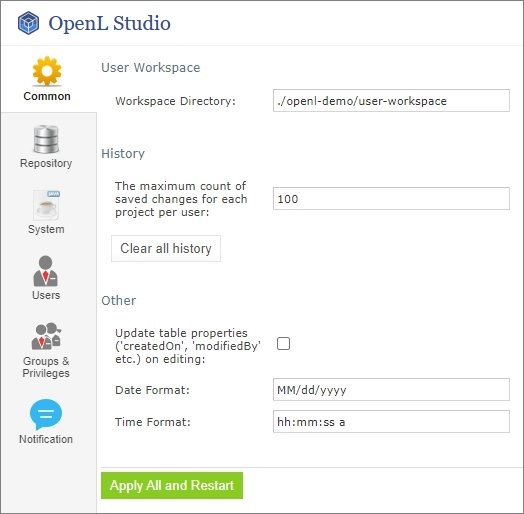 OpenL Studio
Common
Repository
System
Users
Groups &
Privileges
Notification
User Workspace
Workspace Directory:
./openl-demo/user-workspace
History
The maximum count of
saved changes for each
project per user:
100
Clear all history
Other
Update table properties
('createdOn', 'modifiedBy'
etc.) on editing:
Date Format:
MM/dd/yyyy
Time Format:
hh:mm:ss a
Apply All and Restart